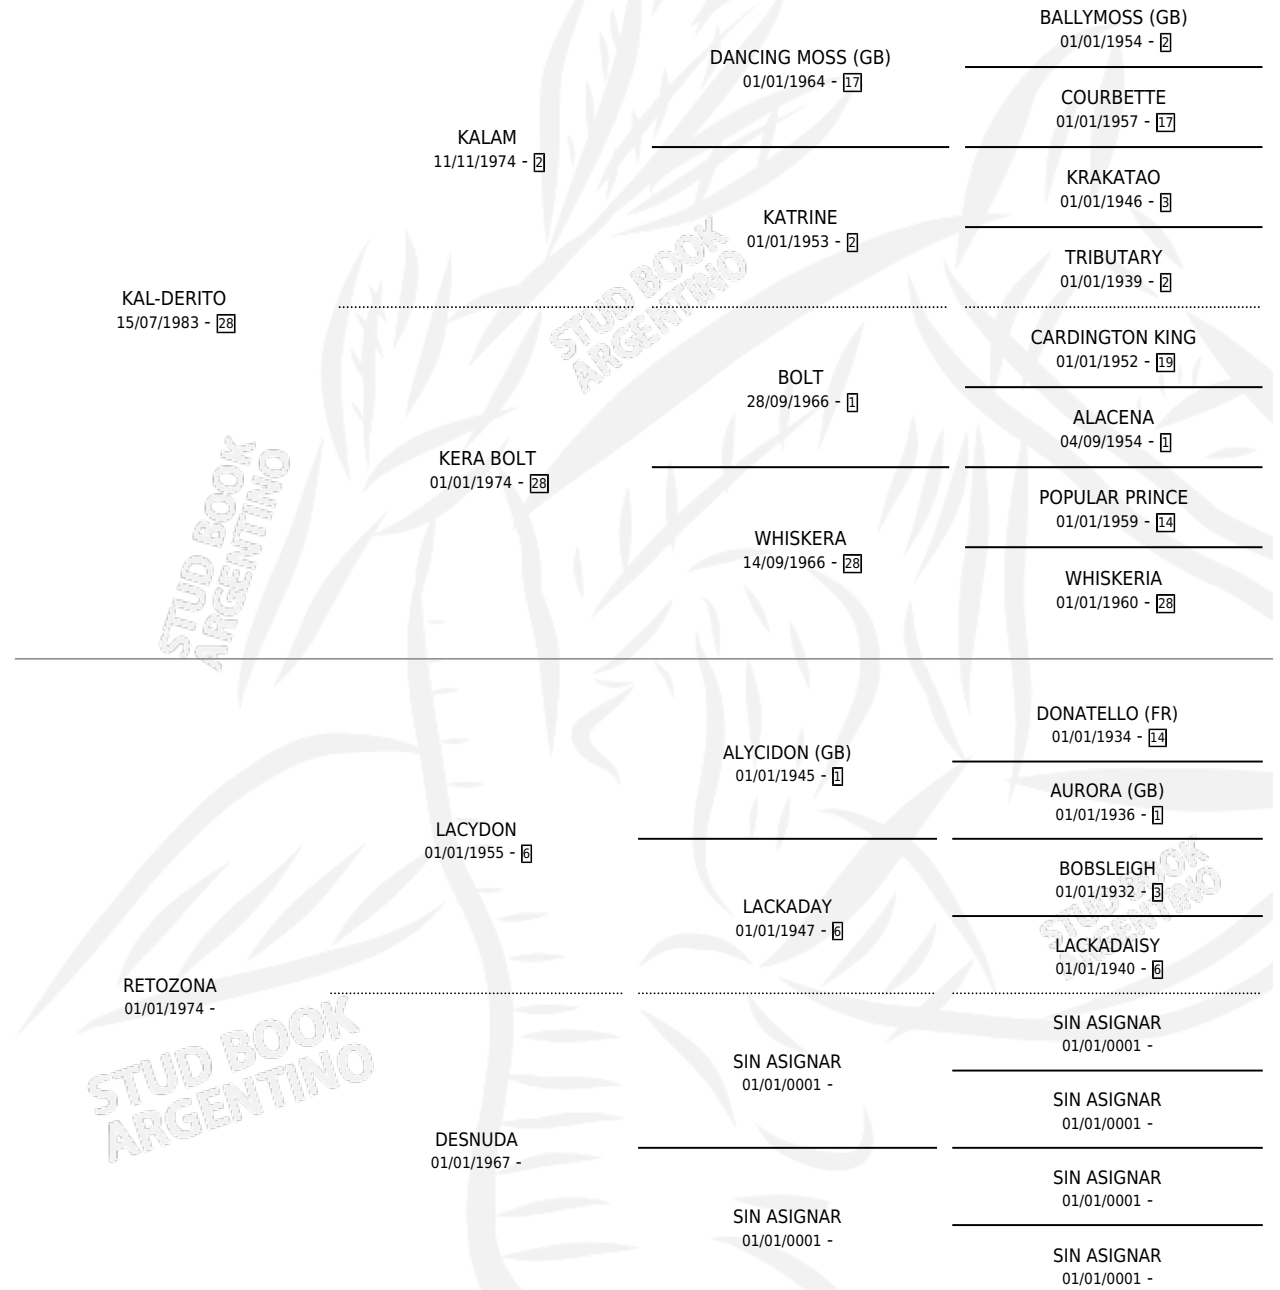 BALLYMOSS (GB)
01/01/1954 - 2
DANCING MOSS (GB)
01/01/1964 - 17
COURBETTE
01/01/1957 - 17
KALAM
11/11/1974 - 2
KRAKATAO
01/01/1946 - 3
KATRINE
01/01/1953 - 2
TRIBUTARY
01/01/1939 - 2
KAL-DERITO
15/07/1983 - 28
CARDINGTON KING
01/01/1952 - 19
BOLT
28/09/1966 - 1
ALACENA
04/09/1954 - 1
KERA BOLT
01/01/1974 - 28
POPULAR PRINCE
01/01/1959 - 14
WHISKERA
14/09/1966 - 28
WHISKERIA
01/01/1960 - 28
STUD BOOK
ARGENTINO
STUD BOOK
ARGENTINO
DONATELLO (FR)
01/01/1934 - 14
ALYCIDON (GB)
01/01/1945 - 1
AURORA (GB)
01/01/1936 - 1
LACYDON
01/01/1955 - 6
BOBSLEIGH
01/01/1932 - 3
LACKADAY
01/01/1947 - 6
LACKADAISY
01/01/1940 - 6
STUD BOOK
ARGENTINO
RETOZONA
01/01/1974 -
SIN ASIGNAR
01/01/0001 -
SIN ASIGNAR
01/01/0001 -
SIN ASIGNAR
01/01/0001 -
DESNUDA
01/01/1967 -
SIN ASIGNAR
01/01/0001 -
SIN ASIGNAR
01/01/0001 -
SIN ASIGNAR
01/01/0001 -
STUD BOOK
ARGENTINO